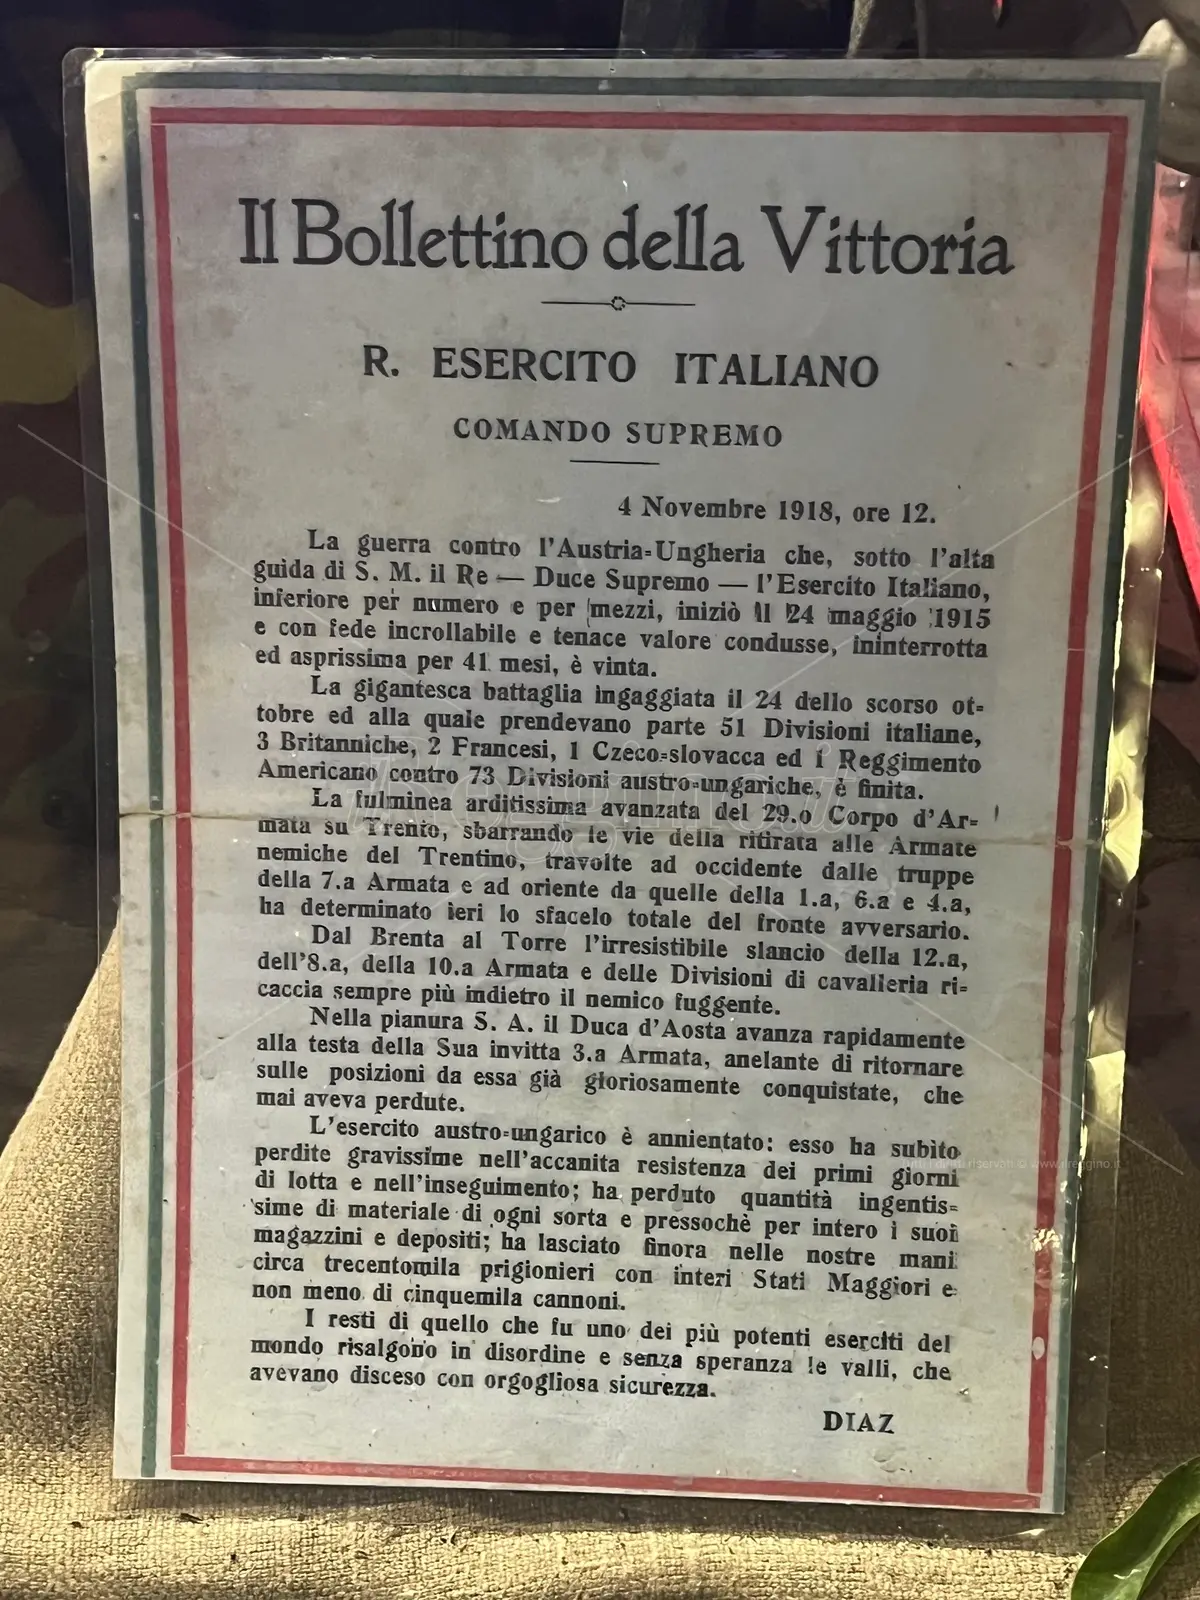 Il Bollettino della Vittoria
R. ESERCITO ITALIANO
COMANDO SUPREMO
4 Novembre 1918, ore 12.
La guerra contro l'Austria-Ungheria che, sotto l'alta
guida di S. M. il Re — Duce Supremo — l'Esercito Italiano,
inferiore per numero e per mezzi, iniziò il 24 maggio 1915
e con fede incrollabile e tenace valore condusse, ininterrotta
ed asprissima per 41 mesi, è vinta.
La gigantesca battaglia ingaggiata il 24 dello scorso ot-
tobre ed alla quale prendevano parte 51 Divisioni italiane,
3 Britanniche, 2 Francesi, 1 Czeco-slovacca ed 1 Reggimento
Americano contro 73 Divisioni austro-ungariche, è finita.
La fulminea arditissima avanzata del 29.o Corpo d'Ar-
mata su Trento, sbarrando le vie della ritirata alle Armate
nemiche del Trentino, travolte ad occidente dalle truppe
della 7.a Armata e ad oriente da quelle della 1.a, 6.a e 4.a,
ha determinato ieri lo sfacelo totale del fronte avversario.
Dal Brenta al Torre l'irresistibile slancio della 12.a,
dell'8.a, della 10.a Armata e delle Divisioni di cavalleria ri-
caccia sempre più indietro il nemico fuggente.
Nella pianura S. A. il Duca d'Aosta avanza rapidamente
alla testa della Sua invitta 3.a Armata, anelante di ritornare
sulle posizioni da essa già gloriosamente conquistate, che
mai aveva perdute.
L'esercito austro-ungarico è annientato: esso ha subìto
perdite gravissime nell'accanita resistenza dei primi giorni
di lotta e nell'inseguimento; ha perduto quantità ingentis-
sime di materiale di ogni sorta e pressochè per intero i suoi
magazzini e depositi; ha lasciato finora nelle nostre mani
circa trecentomila prigionieri con interi Stati Maggiori e
non meno di cinquemila cannoni.
I resti di quello che fu uno dei più potenti eserciti del
mondo risalgono in disordine e senza speranza le valli, che
avevano disceso con orgogliosa sicurezza.
DIAZ
ilReggino.it
Tutti i diritti riservati © www.ilreggino.it